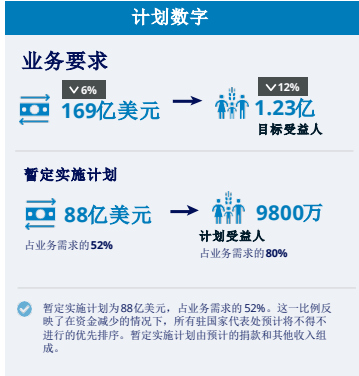 计划数字
业务要求
6%
12%
169亿美元
1.23亿
目标受益人
暂定实施计划
88亿美元
9800万
计划受益人
占业务需求的52%
占业务需求的80%
暂定实施计划为88亿美元，占业务需求的52%。这一比例反
映了在资金减少的情况下，所有驻国家代表处预计将不得不
进行的优先排序。暂定实施计划由预计的捐款和其他收入组
成。